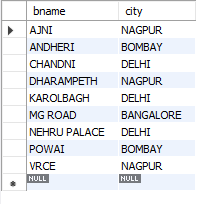 bname city
AJNI NAGPUR
ANDHERI BOMBAY
CHANDNI DELHI
DHARAMPETH NAGPUR
KAROLBAGH DELHI
MG ROAD BANGALORE
NEHRU PALACE DELHI
POWAI BOMBAY
VRCE NAGPUR
NULL NULL